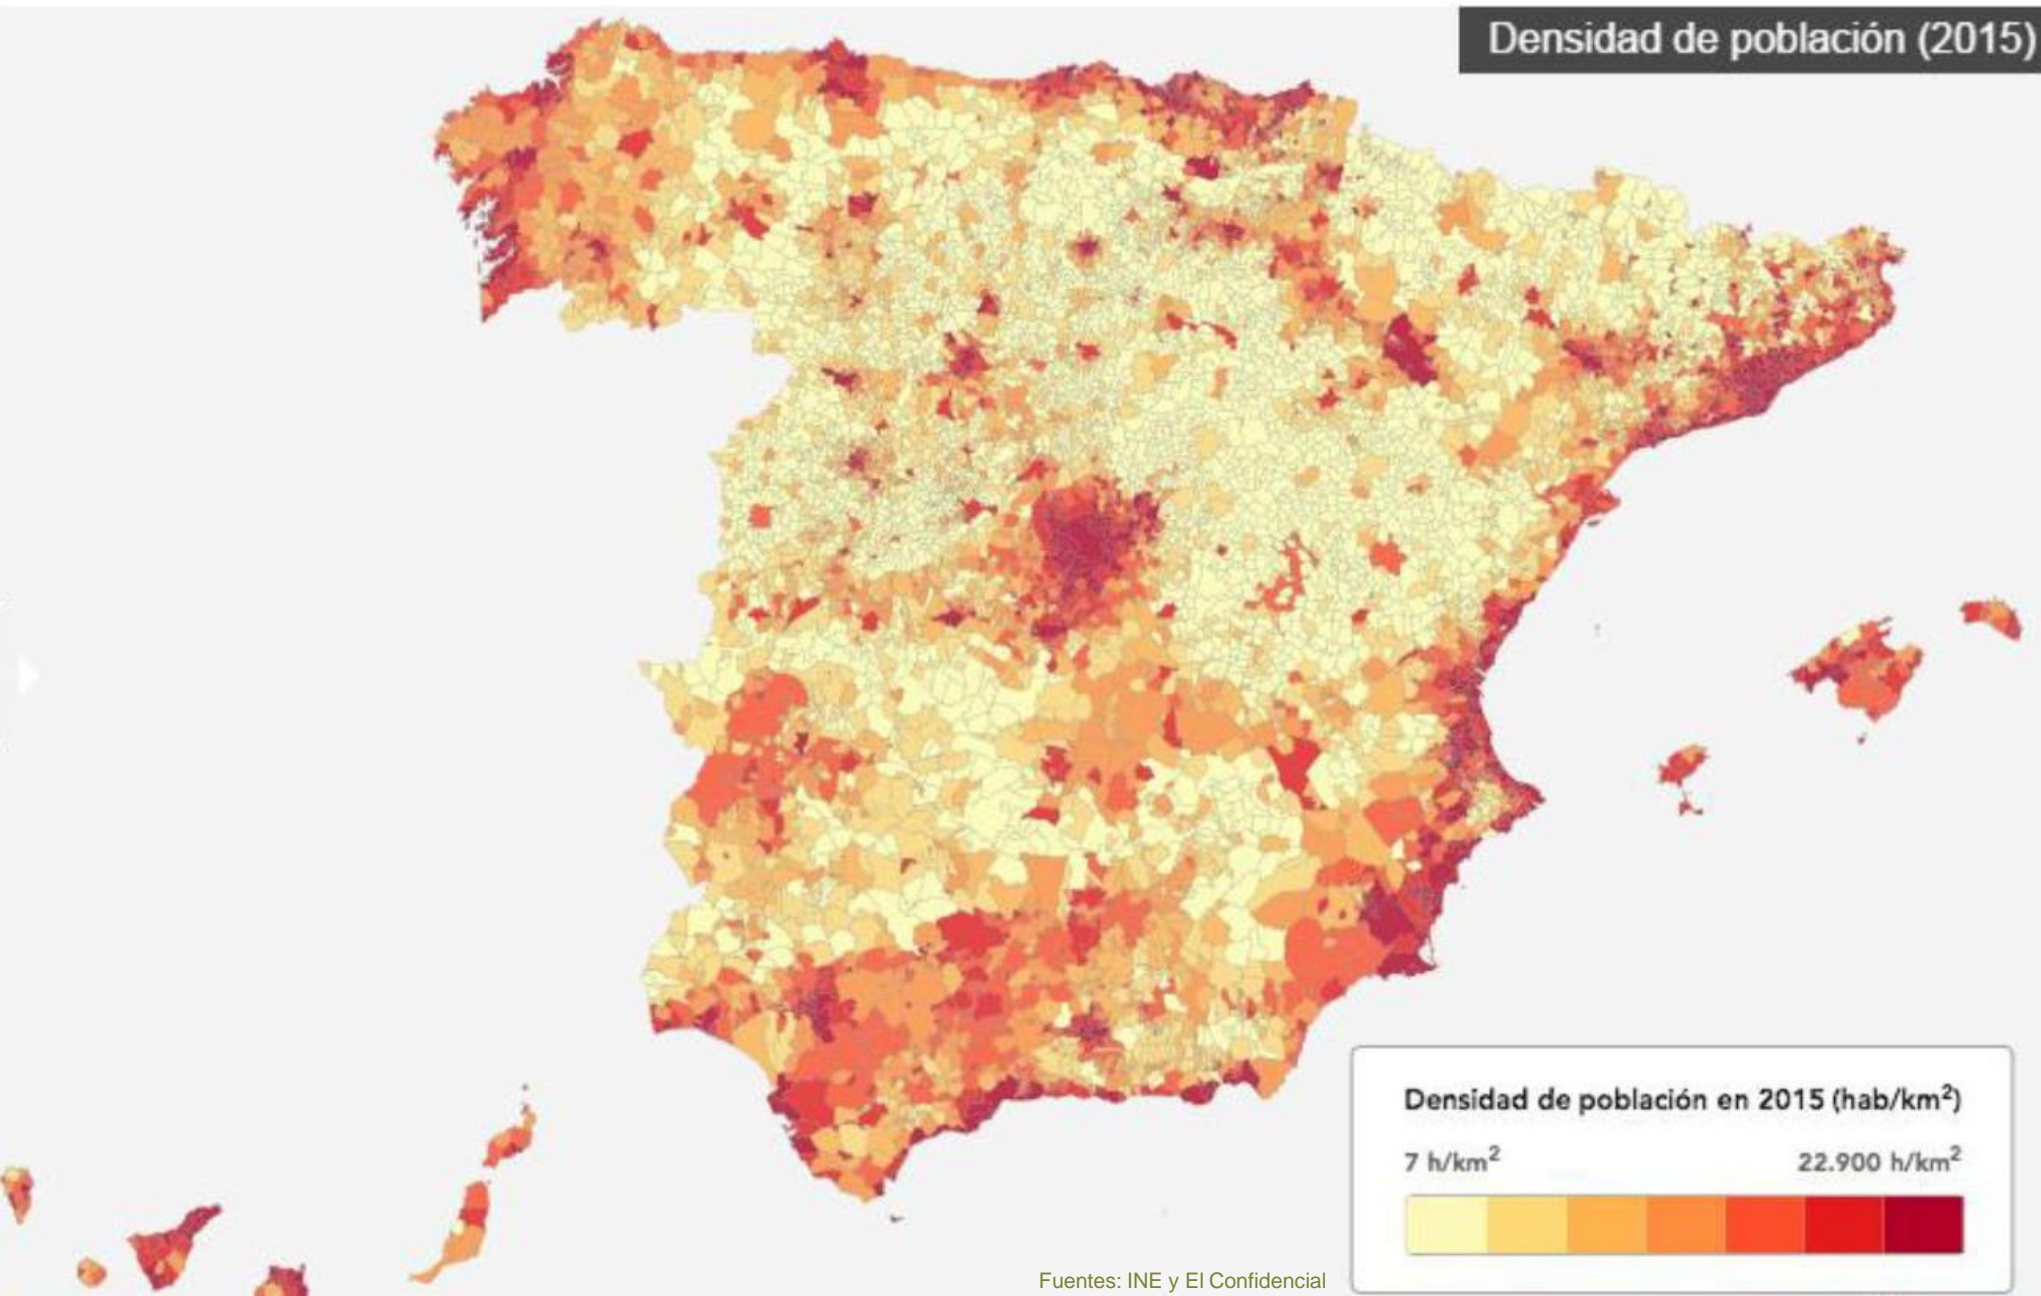 Densidad de población (2015)
Densidad de población en 2015 (hab/km²)
7 h/km²
22.900 h/km²
Fuentes: INE y El Confidencial